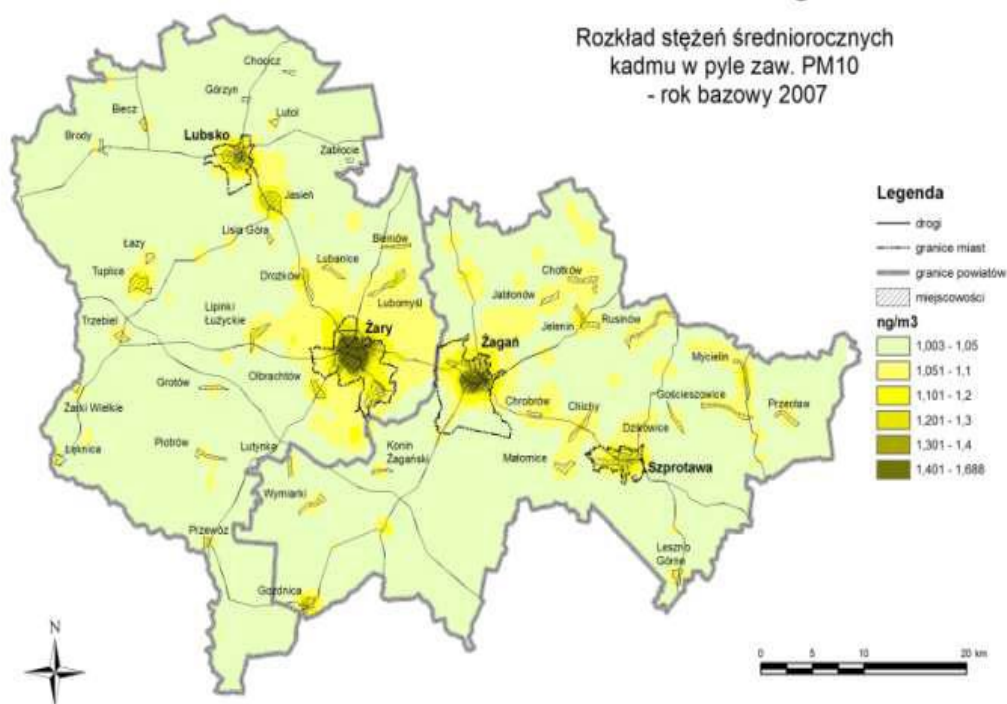 Rozkład stężeń średniorocznych
kadmu w pyle zaw. PM10
- rok bazowy 2007
Chocicz
Górzyn
Biecz
Lutol
Lubsko
Brody
Zabłocie
Jasień
Lisia Góra
Bieniów
Łazy
Lubanice
Tuplice
Drożków
Chotków
Lubomyśl
Jabłonów
Lipinki
Łużyckie
Trzebiel
Jelenin
Rusinów
Żary
Żagań
Mycielin
Olbrachtów
Grotów
Gościeszowice
Chrobrów
Przecław
Żarki Wielkie
Chichy
Dzikowice
Piotrów
Lutynka
Konin
Żagański
Łęknica
Małomice
Szprotawa
Wymiarki
Przewóz
Leszno
Górne
Gozdnica
Legenda
drogi
granice miast
granice powiatów
miejscowości
ng/m3
1,003 - 1,05
1,051 - 1,1
1,101 - 1,2
1,201 - 1,3
1,301 - 1,4
1,401 - 1,688
N
0 5 10 20 km